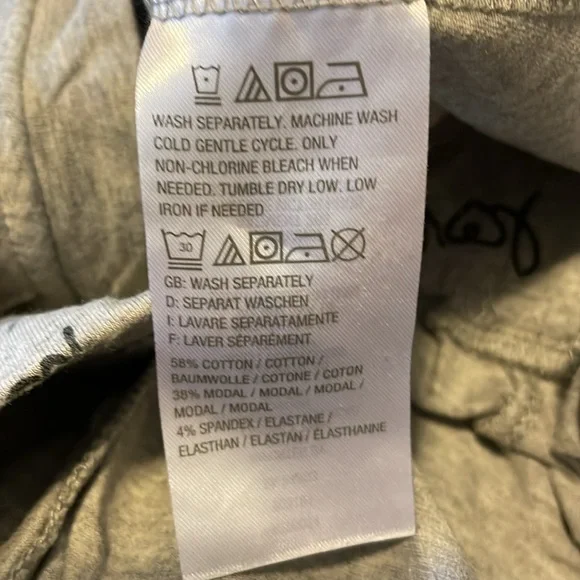 WASH SEPARATELY. MACHINE WASH
COLD GENTLE CYCLE. ONLY
NON-CHLORINE BLEACH WHEN
NEEDED. TUMBLE DRY LOW. LOW
IRON IF NEEDED
30
GB: WASH SEPARATELY
D: SEPARAT WASCHEN
I: LAVARE SEPARATAMENTE
F: LAVER SÉPARÉMENT
58% COTTON / COTTON /
BAUMWOLLE / COTONE / COTON
38% MODAL / MODAL / MODAL /
MODAL / MODAL
4% SPANDEX / ELASTANE /
ELASTHAN / ELASTAN / ÉLASTHANNE